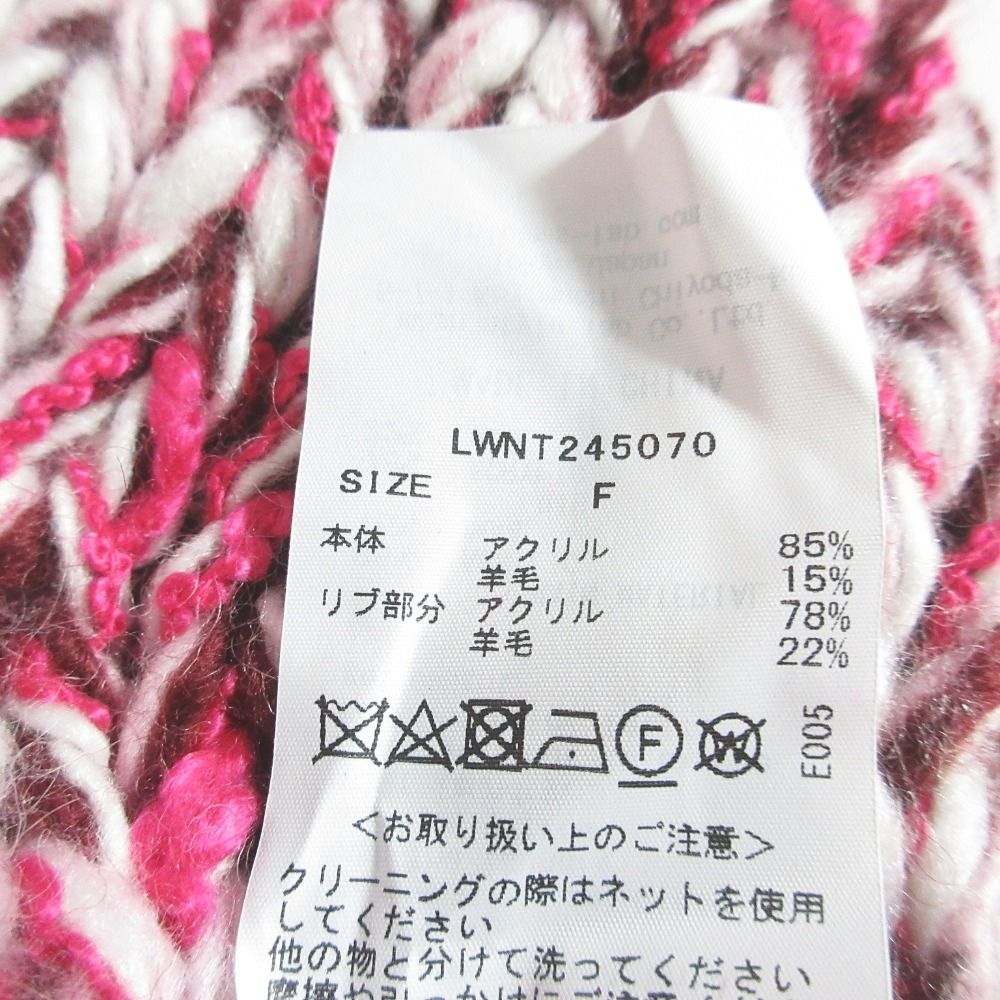 LWNT245070
SIZE F
本体 アクリル 85%
羊毛 15%
リブ部分 アクリル 78%
羊毛 22%
F
W
E005
<お取り扱い上のご注意>
クリーニングの際はネットを使用
してください
他の物と分けて洗ってください